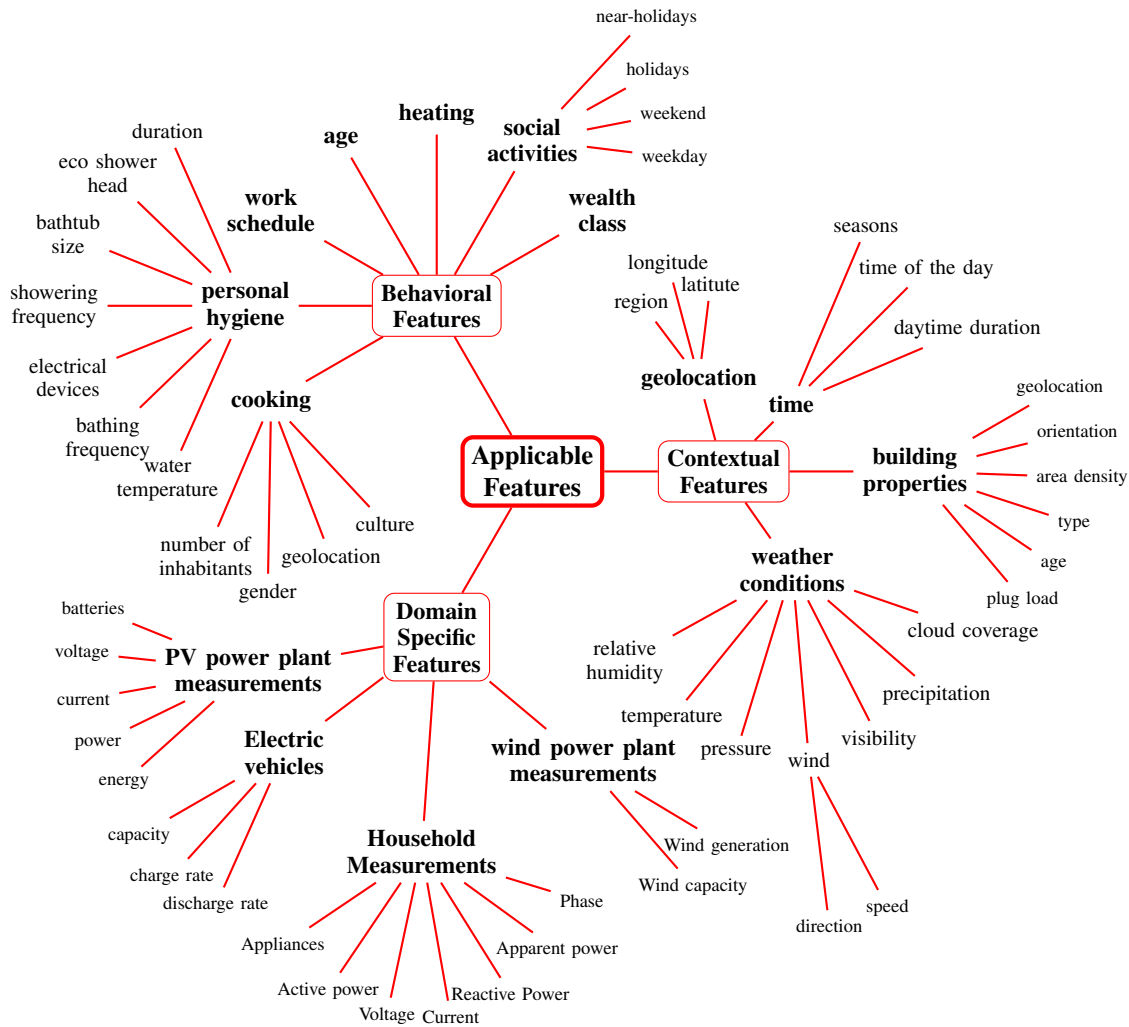 near-holidays
holidays
weekend
weekday
heating
social
activities
age
duration
eco shower
head
work
schedule
bathtub
size
wealth
class
showering
frequency
personal
hygiene
Behavioral
Features
electrical
devices
bathing
frequency
water
temperature
cooking
number of
inhabitants
gender
geolocation
culture
seasons
time of the day
daytime duration
longitude
latitute
region
geolocation
time
Applicable
Features
Contextual
Features
building
properties
geolocation
orientation
area density
type
age
plug load
weather
conditions
cloud coverage
precipitation
visibility
wind
direction
speed
pressure
temperature
relative
humidity
Domain
Specific
Features
PV power plant
measurements
batteries
voltage
current
power
energy
Electric
vehicles
capacity
charge rate
discharge rate
wind power plant
measurements
Wind generation
Wind capacity
Household
Measurements
Phase
Apparent power
Reactive Power
Current
Voltage
Active power
Appliances